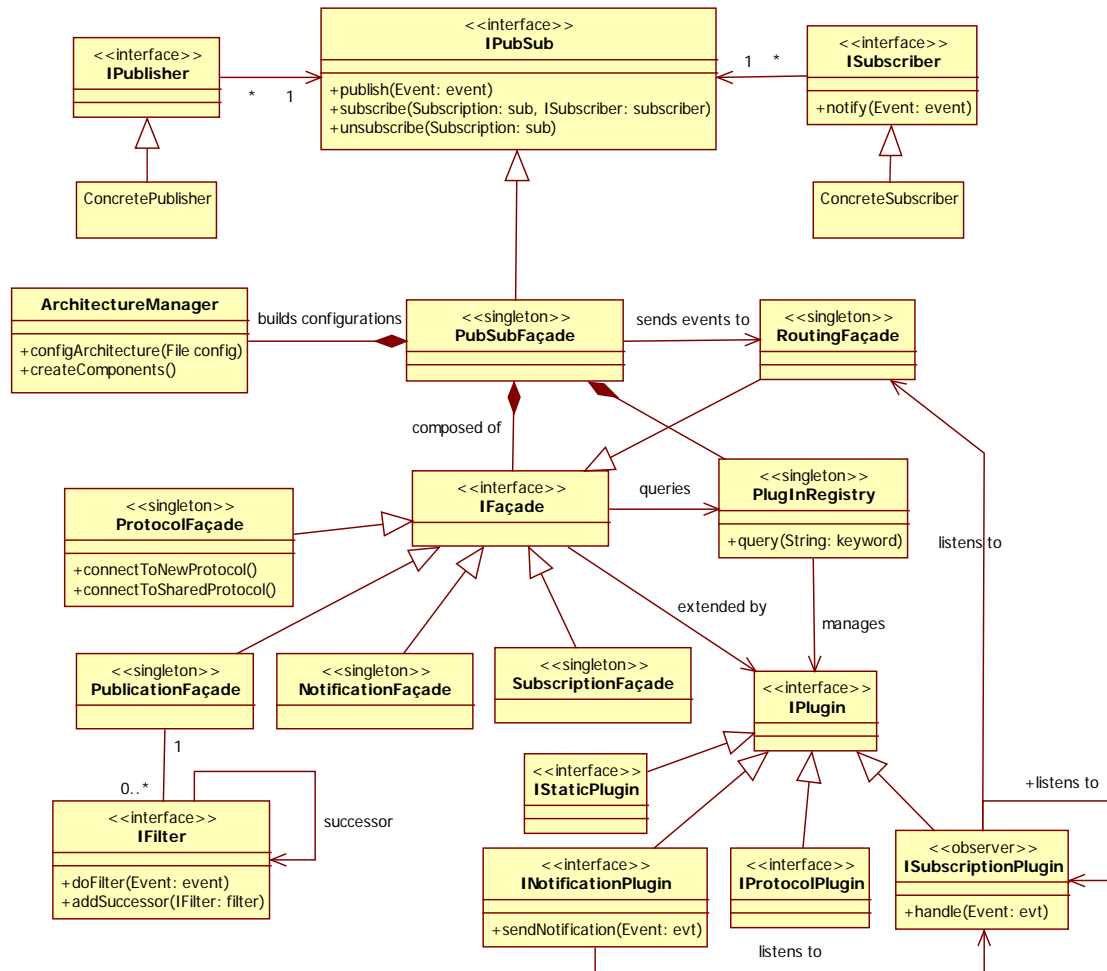 <<interface>>
IPublisher
<<interface>>
IPubSub
+publish(Event: event)
+subscribe(Subscription: sub, ISubscriber: subscriber)
+unsubscribe(Subscription: sub)
<<interface>>
ISubscriber
+notify(Event: event)
* 1
1 *
ConcretePublisher
ConcreteSubscriber
ArchitectureManager
+configArchitecture(File config)
+createComponents()
builds configurations
<<singleton>>
PubSubFaçade
sends events to
<<singleton>>
RoutingFaçade
composed of
<<singleton>>
ProtocolFaçade
+connectToNewProtocol()
+connectToSharedProtocol()
<<interface>>
IFaçade
queries
<<singleton>>
PlugInRegistry
+query(String: keyword)
listens to
extended by
manages
<<singleton>>
PublicationFaçade
<<singleton>>
NotificationFaçade
<<singleton>>
SubscriptionFaçade
<<interface>>
IPlugin
1
0..*
<<interface>>
IFilter
+doFilter(Event: event)
+addSuccessor(IFilter: filter)
successor
<<interface>>
IStaticPlugin
+listens to
<<interface>>
INotificationPlugin
+sendNotification(Event: evt)
<<interface>>
IProtocolPlugin
<<observer>>
ISubscriptionPlugin
+handle(Event: evt)
listens to